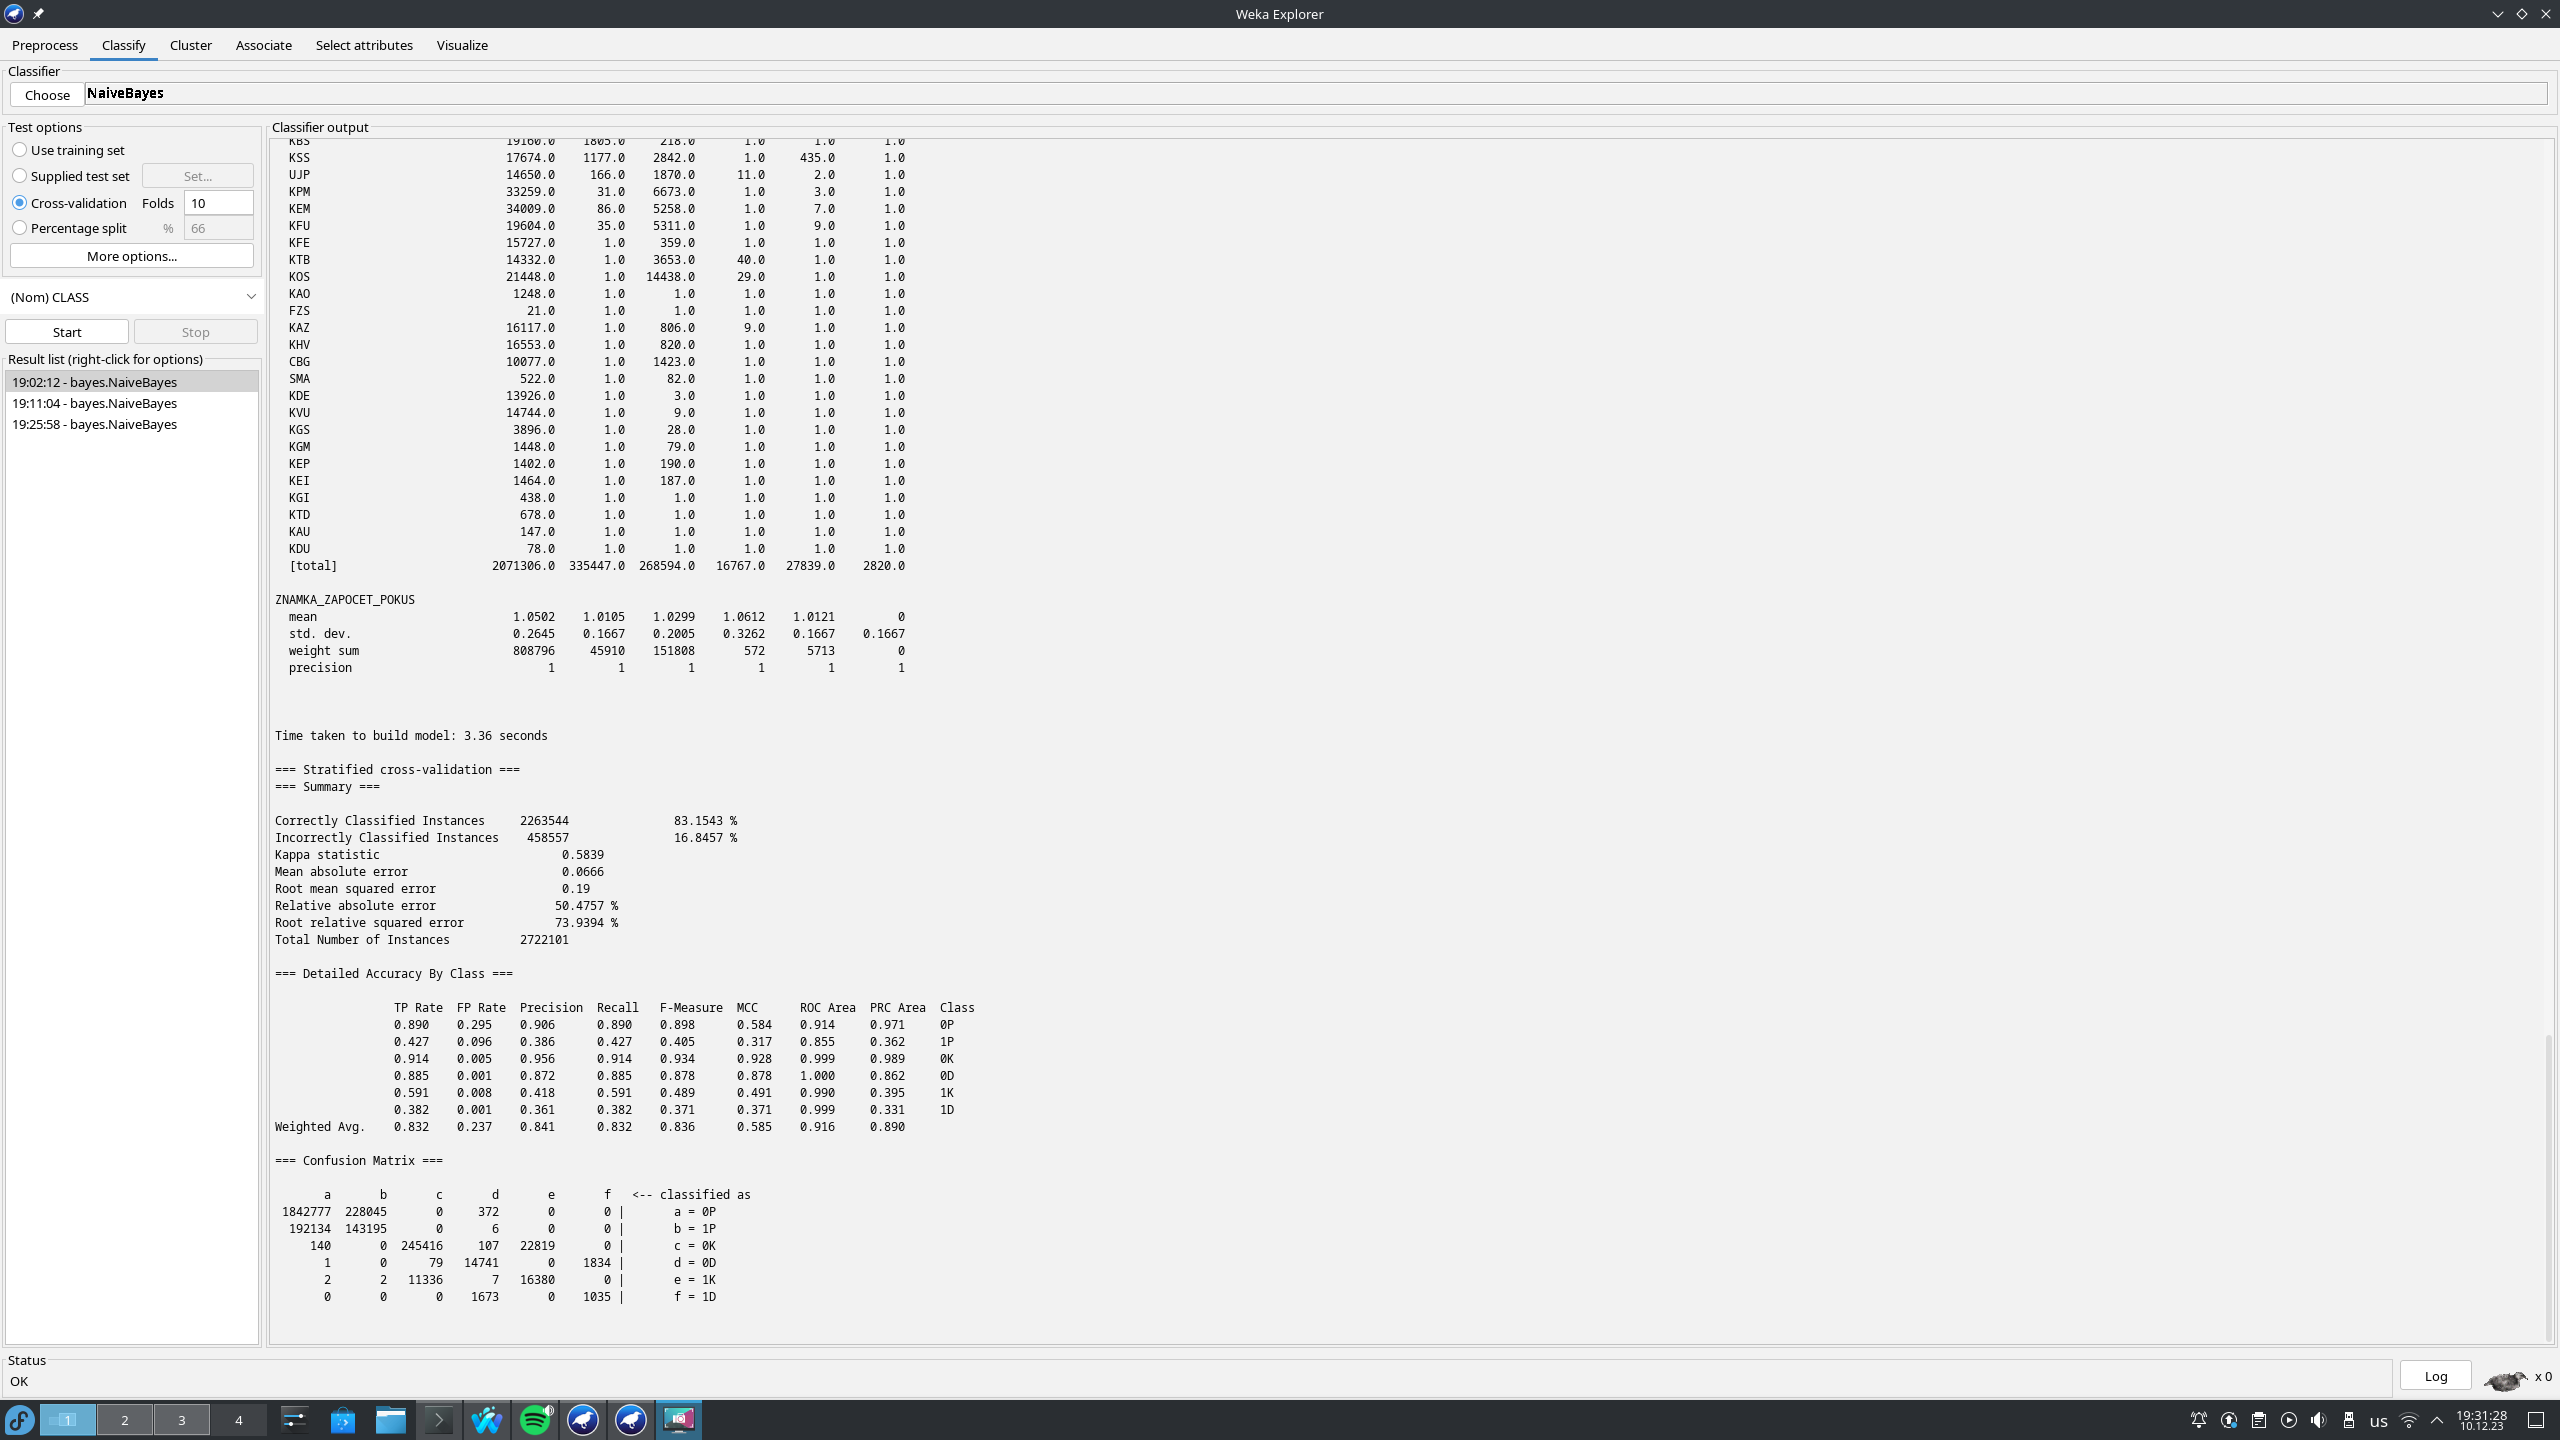 Weka Explorer
Preprocess Classify Cluster Associate Select attributes Visualize
Classifier
Choose NaiveBayes
Test options
Use training set
Supplied test set Set...
Cross-validation Folds 10
Percentage split % 66
More options...
(Nom) CLASS
Start Stop
Result list (right-click for options)
19:02:12 - bayes.NaiveBayes
19:11:04 - bayes.NaiveBayes
19:25:58 - bayes.NaiveBayes
Classifier output
KBS 19160.0 1805.0 218.0 1.0 1.0 1.0
KSS 17674.0 1177.0 2842.0 1.0 435.0 1.0
UJP 14650.0 166.0 1870.0 11.0 2.0 1.0
KPM 33259.0 31.0 6673.0 1.0 3.0 1.0
KEM 34009.0 86.0 5258.0 1.0 7.0 1.0
KFU 19604.0 35.0 5311.0 1.0 9.0 1.0
KFE 15727.0 1.0 359.0 1.0 1.0 1.0
KTB 14332.0 1.0 3653.0 40.0 1.0 1.0
KOS 21448.0 1.0 14438.0 29.0 1.0 1.0
KAO 1248.0 1.0 1.0 1.0 1.0 1.0
FZS 21.0 1.0 1.0 1.0 1.0 1.0
KAZ 16117.0 1.0 806.0 9.0 1.0 1.0
KHV 16553.0 1.0 820.0 1.0 1.0 1.0
CBG 10077.0 1.0 1423.0 1.0 1.0 1.0
SMA 522.0 1.0 82.0 1.0 1.0 1.0
KDE 13926.0 1.0 3.0 1.0 1.0 1.0
KVU 14744.0 1.0 9.0 1.0 1.0 1.0
KGS 3896.0 1.0 28.0 1.0 1.0 1.0
KGM 1448.0 1.0 79.0 1.0 1.0 1.0
KEP 1402.0 1.0 190.0 1.0 1.0 1.0
KEI 1464.0 1.0 187.0 1.0 1.0 1.0
KGI 438.0 1.0 1.0 1.0 1.0 1.0
KTD 678.0 1.0 1.0 1.0 1.0 1.0
KAU 147.0 1.0 1.0 1.0 1.0 1.0
KDU 78.0 1.0 1.0 1.0 1.0 1.0
[total] 2071306.0 335447.0 268594.0 16767.0 27839.0 2820.0
ZNAMKA_ZAPOCET_POKUS
mean 1.0502 1.0105 1.0299 1.0612 1.0121 0
std. dev. 0.2645 0.1667 0.2005 0.3262 0.1667 0.1667
weight sum 808796 45910 151808 572 5713 0
precision 1 1 1 1 1 1
Time taken to build model: 3.36 seconds
=== Stratified cross-validation ===
=== Summary ===
Correctly Classified Instances 2263544 83.1543 %
Incorrectly Classified Instances 458557 16.8457 %
Kappa statistic 0.5839
Mean absolute error 0.0666
Root mean squared error 0.19
Relative absolute error 50.4757 %
Root relative squared error 73.9394 %
Total Number of Instances 2722101
=== Detailed Accuracy By Class ===
TP Rate FP Rate Precision Recall F-Measure MCC ROC Area PRC Area Class
0.890 0.295 0.906 0.890 0.898 0.584 0.914 0.971 0P
0.427 0.096 0.386 0.427 0.405 0.317 0.855 0.362 1P
0.914 0.005 0.956 0.914 0.934 0.928 0.999 0.989 0K
0.885 0.001 0.872 0.885 0.878 0.878 1.000 0.862 0D
0.591 0.008 0.418 0.591 0.489 0.491 0.990 0.395 1K
0.382 0.001 0.361 0.382 0.371 0.371 0.999 0.331 1D
Weighted Avg. 0.832 0.237 0.841 0.832 0.836 0.585 0.916 0.890
=== Confusion Matrix ===
a b c d e f <-- classified as
1842777 228045 0 372 0 0 | a = 0P
192134 143195 0 6 0 0 | b = 1P
140 0 245416 107 22819 0 | c = 0K
1 0 79 14741 0 1834 | d = 0D
2 2 11336 7 16380 0 | e = 1K
0 0 0 1673 0 1035 | f = 1D
Status
OK
Log x 0
1 2 3 4 us 19:31:28
10.12.23